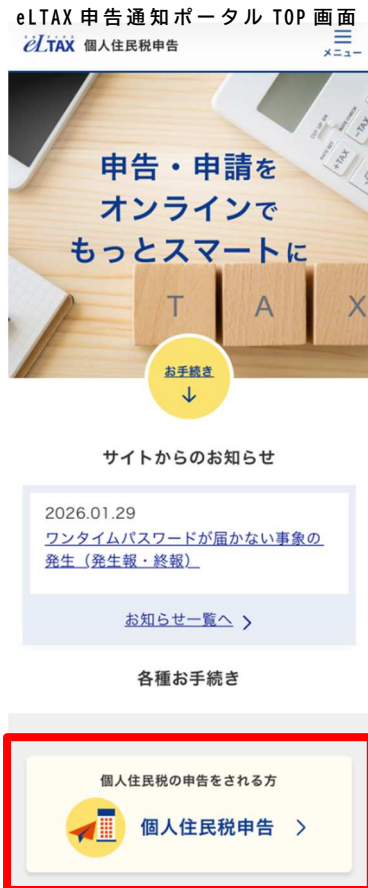 eLTAX申告通知ポータルTOP画面
eLTAX 個人住民税申告
メニュー
申告・申請を
オンラインで
もっとスマートに
T A X
お手続き
↓
サイトからのお知らせ
2026.01.29
ワンタイムパスワードが届かない事象の
発生（発生報・終報）
お知らせ一覧へ
各種お手続き
個人住民税の申告をされる方
個人住民税申告